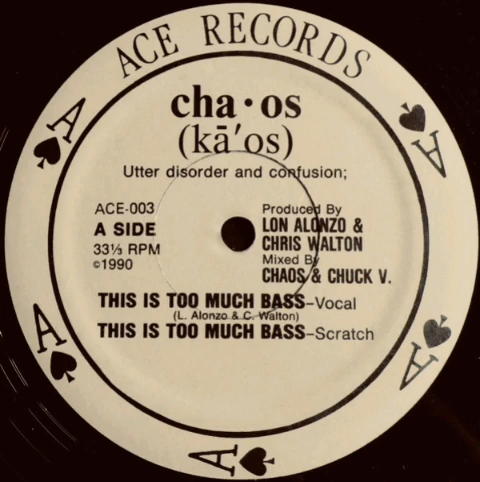 ACE RECORDS
cha·os
(kā'os)
Utter disorder and confusion;
ACE-003
A SIDE
33⅓ RPM
©1990
Produced By
LON ALONZO &
CHRIS WALTON
Mixed By
CHAOS & CHUCK V.
THIS IS TOO MUCH BASS–Vocal
(L. Alonzo & C. Walton)
THIS IS TOO MUCH BASS–Scratch
A♠
A♠
A♠
A♠
A♠